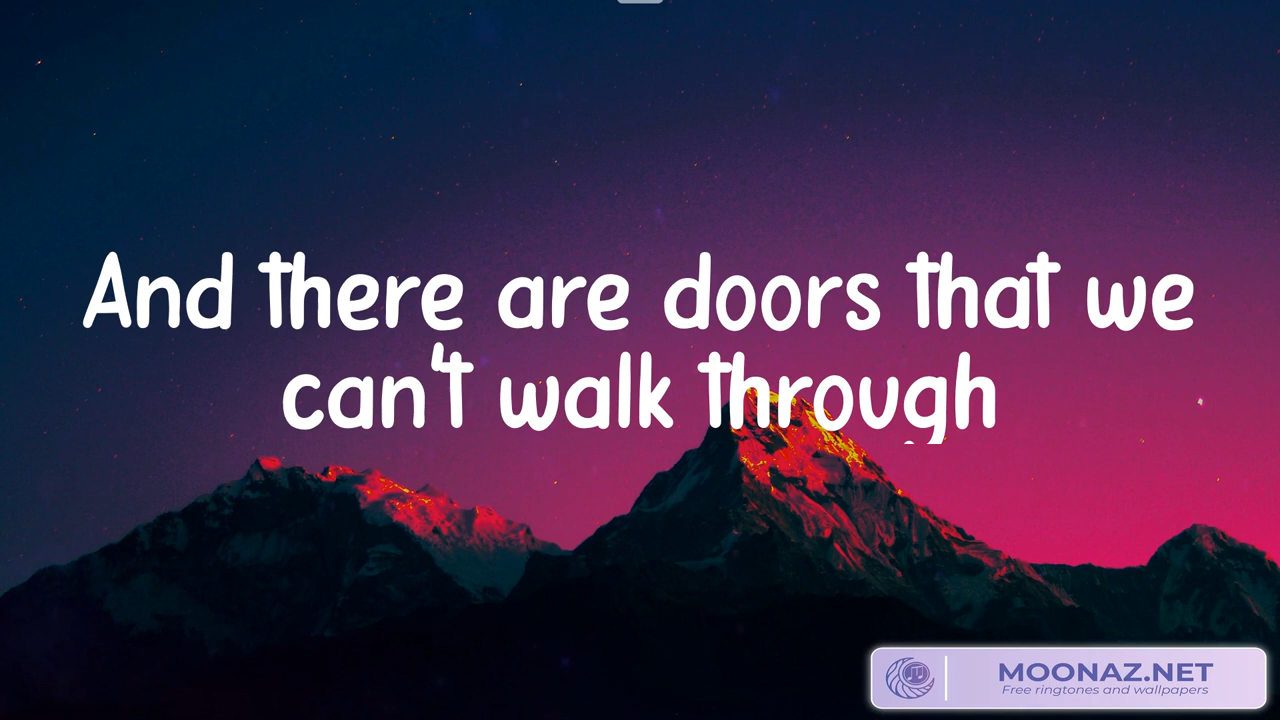 And there are doors that we
can't walk through
MOONAZ.NET
Free ringtones and wallpapers